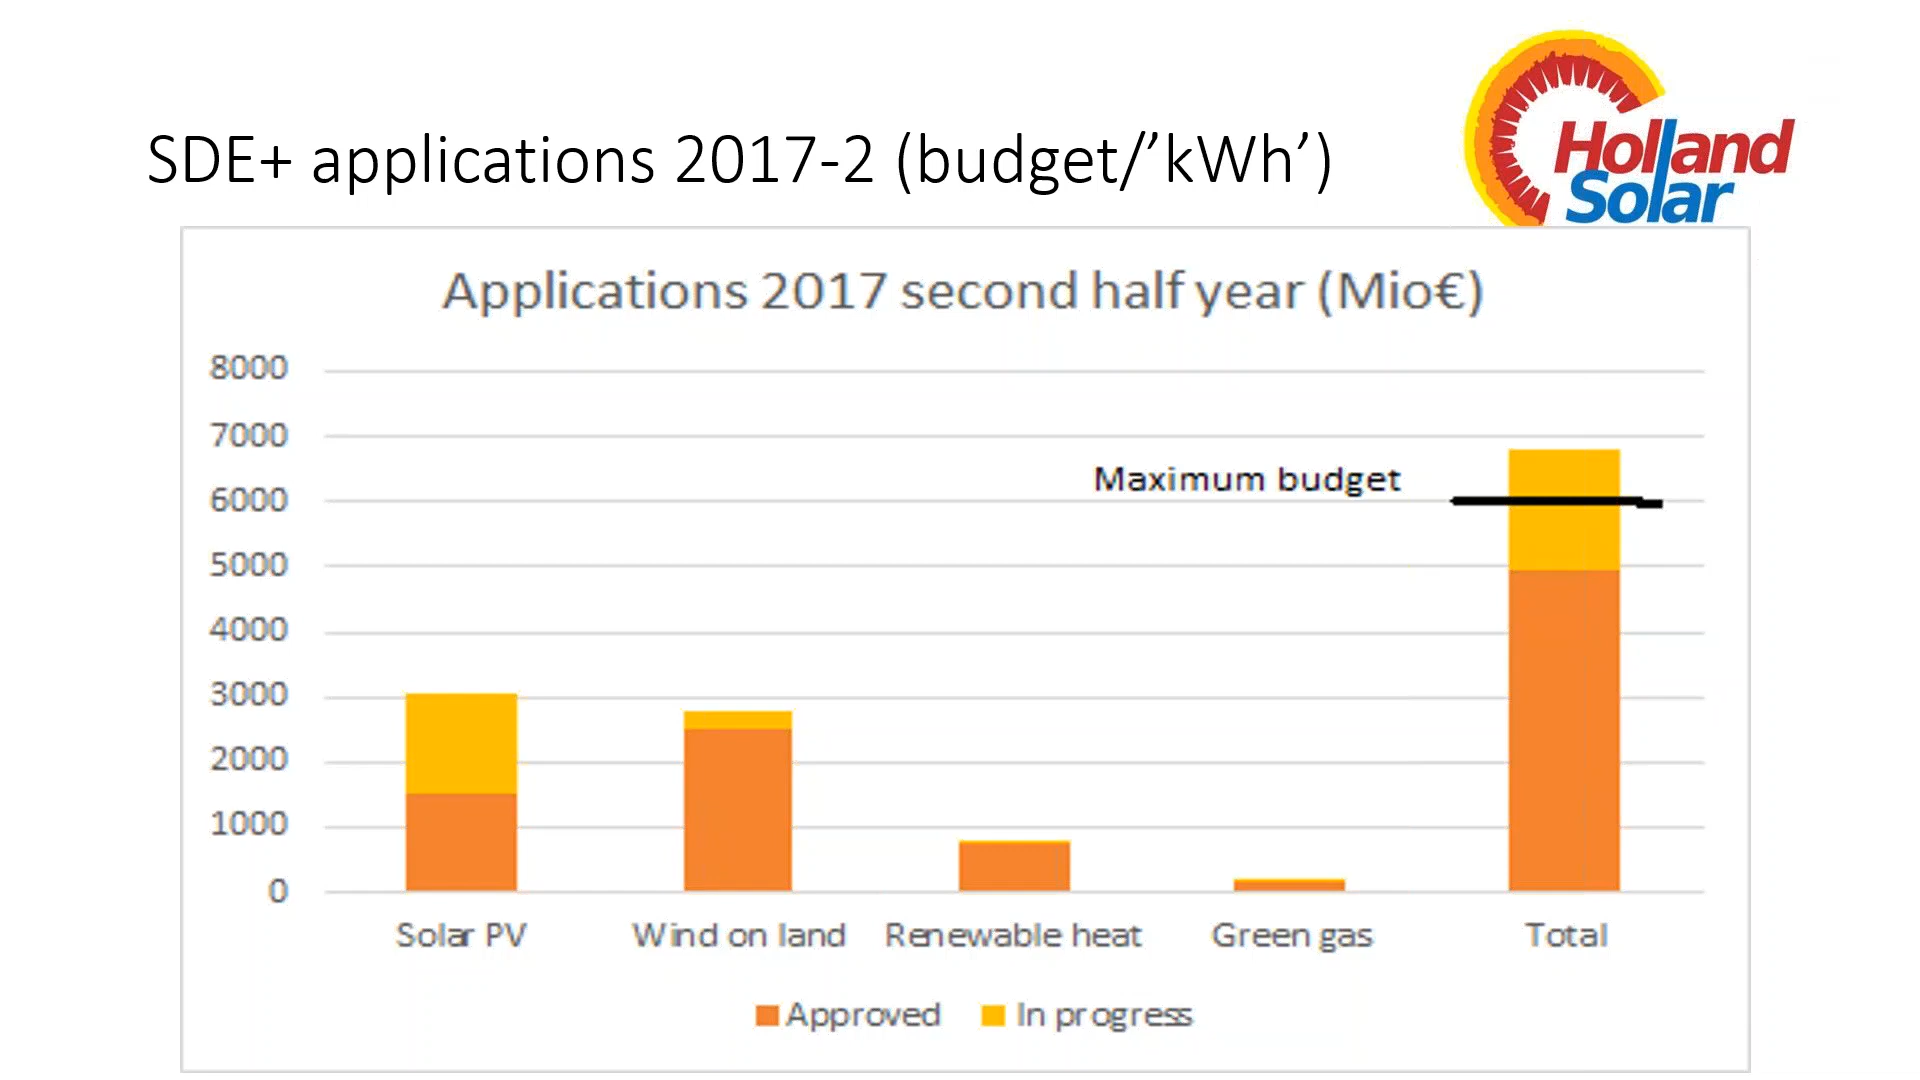 SDE+ applications 2017-2 (budget/’kWh’)
Holland
Solar
Applications 2017 second half year (Mio€)
8000
7000
Maximum budget
6000
5000
4000
3000
2000
1000
0
Solar PV Wind on land Renewable heat Green gas Total
Approved In progress